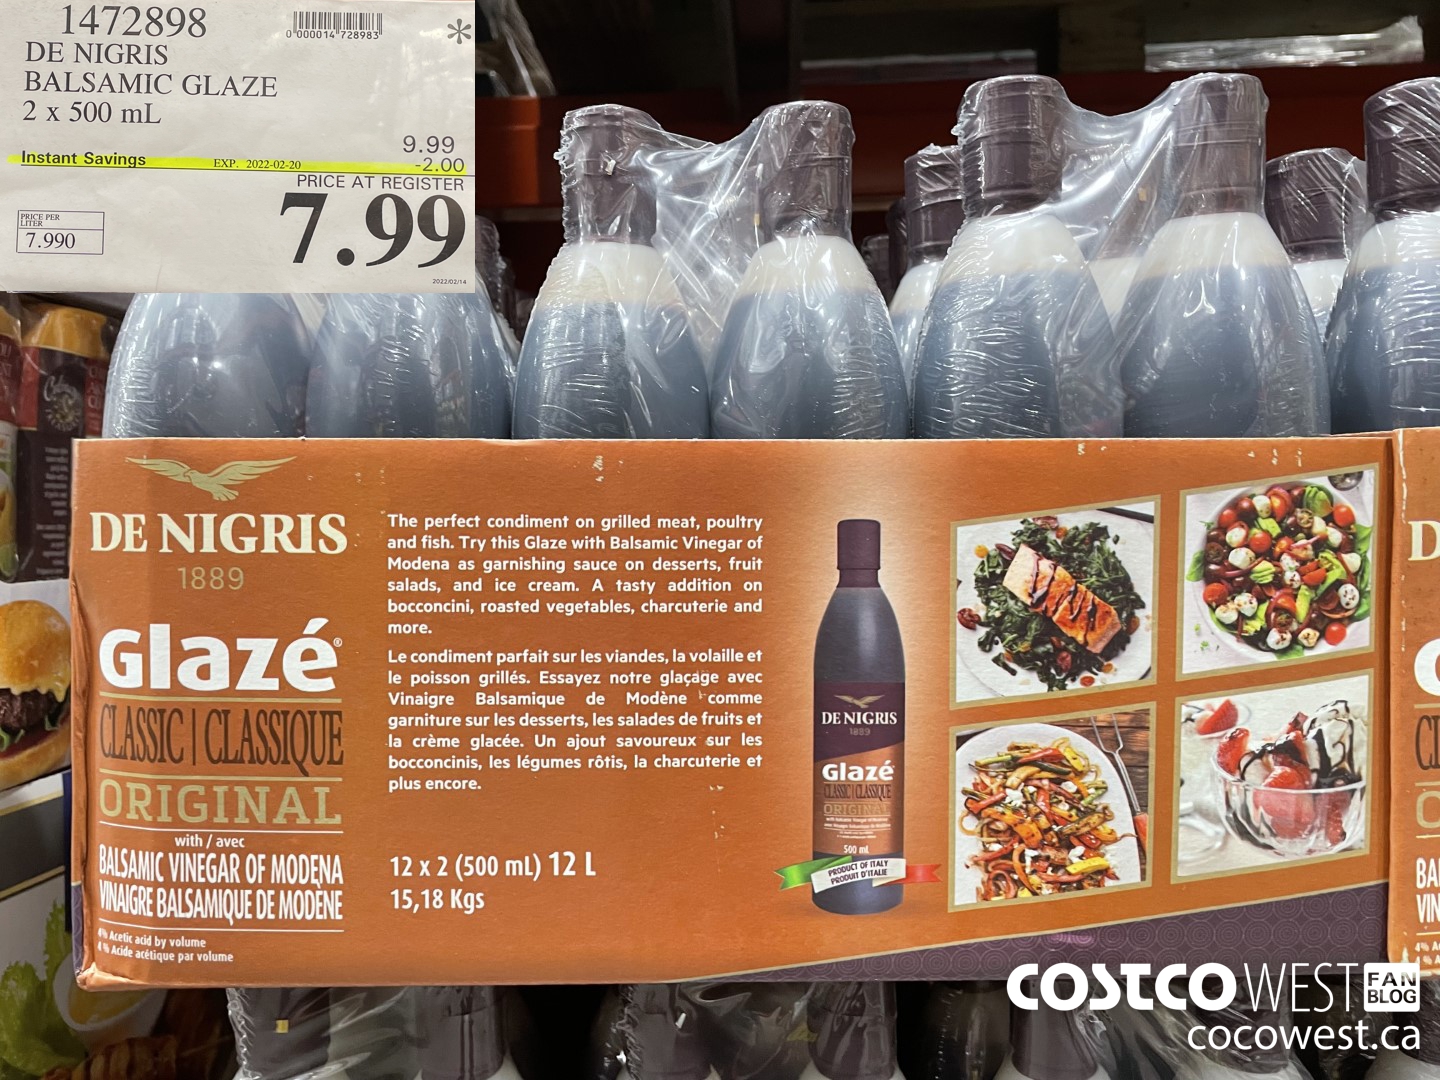 1472898
0 000014 728983
*
DE NIGRIS
BALSAMIC GLAZE
2 x 500 mL
9.99
Instant Savings EXP. 2022-02-20 -2.00
PRICE AT REGISTER
7.99
PRICE PER
LITER
7.990
2022/02/14
DE NIGRIS
1889
Glazé®
CLASSIC | CLASSIQUE
ORIGINAL
with / avec
BALSAMIC VINEGAR OF MODENA
VINAIGRE BALSAMIQUE DE MODÈNE
4% Acetic acid by volume
4 % Acide acétique par volume
The perfect condiment on grilled meat, poultry
and fish. Try this Glaze with Balsamic Vinegar of
Modena as garnishing sauce on desserts, fruit
salads, and ice cream. A tasty addition on
bocconcini, roasted vegetables, charcuterie and
more.
Le condiment parfait sur les viandes, la volaille et
le poisson grillés. Essayez notre glaçage avec
Vinaigre Balsamique de Modène comme
garniture sur les desserts, les salades de fruits et
la crème glacée. Un ajout savoureux sur les
bocconcinis, les légumes rôtis, la charcuterie et
plus encore.
12 x 2 (500 mL) 12 L
15,18 Kgs
DE NIGRIS
1889
Glazé
CLASSIC | CLASSIQUE
ORIGINAL
500 ml
PRODUCT OF ITALY
PRODUIT D'ITALIE
COSTCO WEST FAN BLOG
cocowest.ca